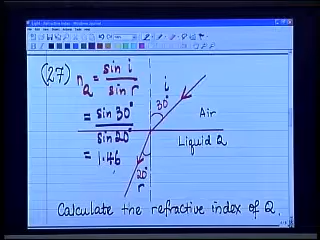 (27) n_Q = sin i / sin r
= sin 30° / sin 20°
= 1.46
i
30°
Air
Liquid Q
20°
r
Calculate the refractive index of Q.